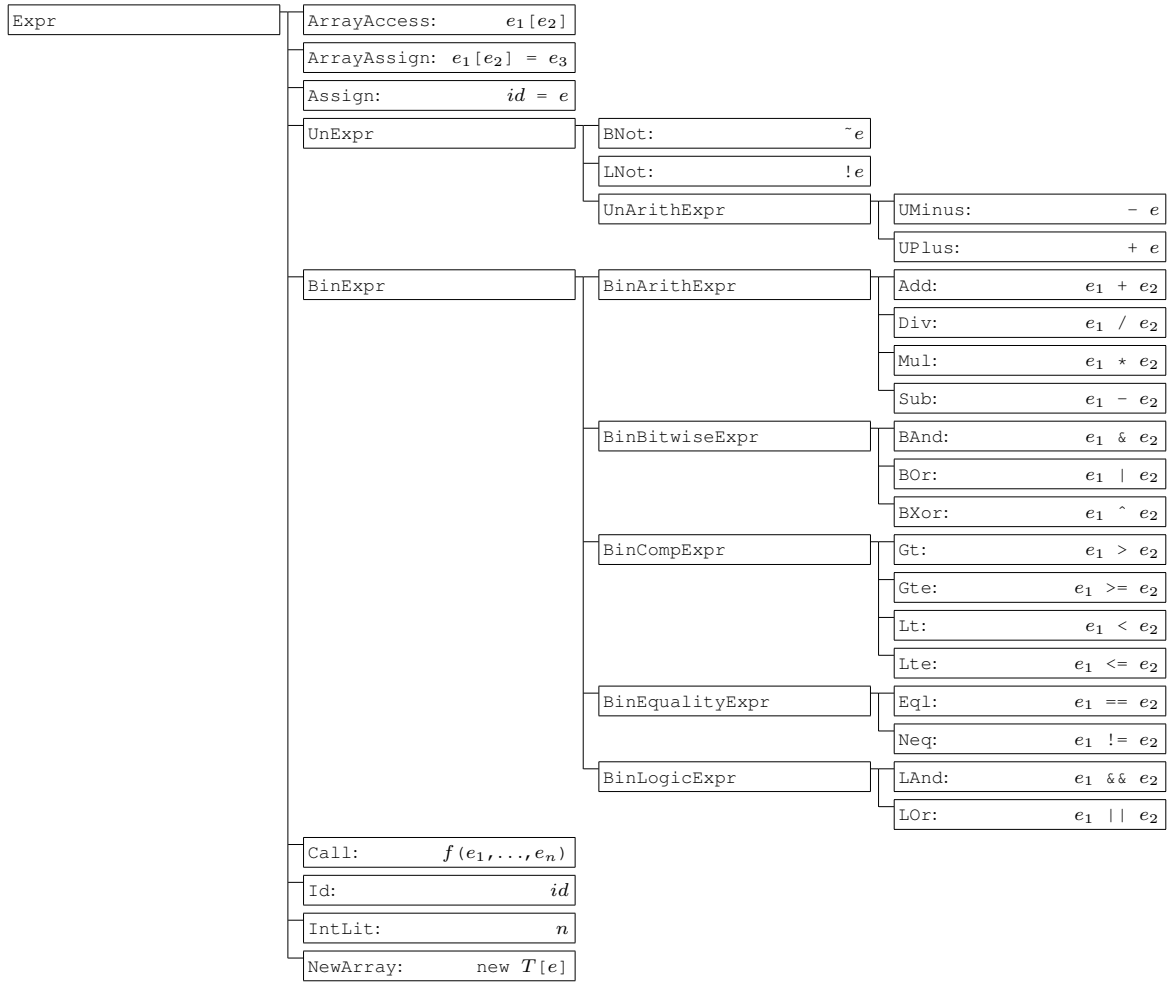 Expr ArrayAccess: e₁[e₂]
ArrayAssign: e₁[e₂] = e₃
Assign: id = e
UnExpr BNot: ~e
LNot: !e
UnArithExpr UMinus: - e
UPlus: + e
BinExpr BinArithExpr Add: e₁ + e₂
Div: e₁ / e₂
Mul: e₁ * e₂
Sub: e₁ - e₂
BinBitwiseExpr BAnd: e₁ & e₂
BOr: e₁ | e₂
BXor: e₁ ^ e₂
BinCompExpr Gt: e₁ > e₂
Gte: e₁ >= e₂
Lt: e₁ < e₂
Lte: e₁ <= e₂
BinEqualityExpr Eql: e₁ == e₂
Neq: e₁ != e₂
BinLogicExpr LAnd: e₁ && e₂
LOr: e₁ || e₂
Call: f(e₁,...,eₙ)
Id: id
IntLit: n
NewArray: new T[e]